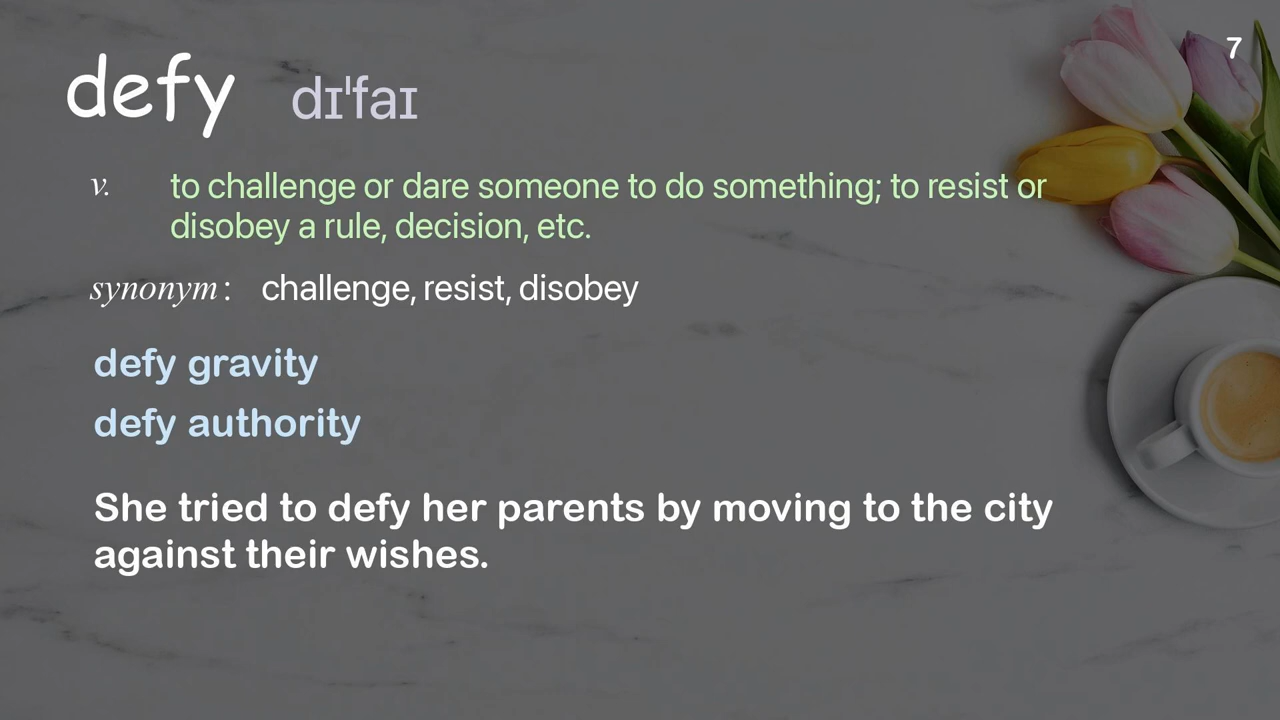 7
defy dɪˈfaɪ
v. to challenge or dare someone to do something; to resist or
disobey a rule, decision, etc.
synonym : challenge, resist, disobey
defy gravity
defy authority
She tried to defy her parents by moving to the city
against their wishes.